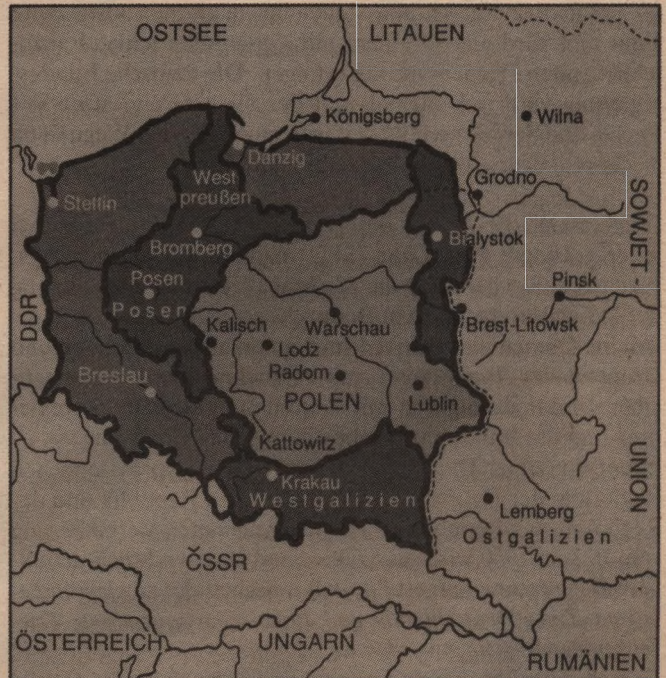 OSTSEE
LITAUEN
Königsberg
Wilna
Danzig
West
preußen
Grodno
Stettin
SOWJET-
Bromberg
Bialystok
Posen
Pinsk
Posen
DDR
Kalisch
Warschau
Brest-Litowsk
Lodz
Breslau
Radom
POLEN
Lublin
Kattowitz
UNION
Krakau
Westgalizien
Lemberg
Ostgalizien
ČSSR
ÖSTERREICH
UNGARN
RUMÄNIEN